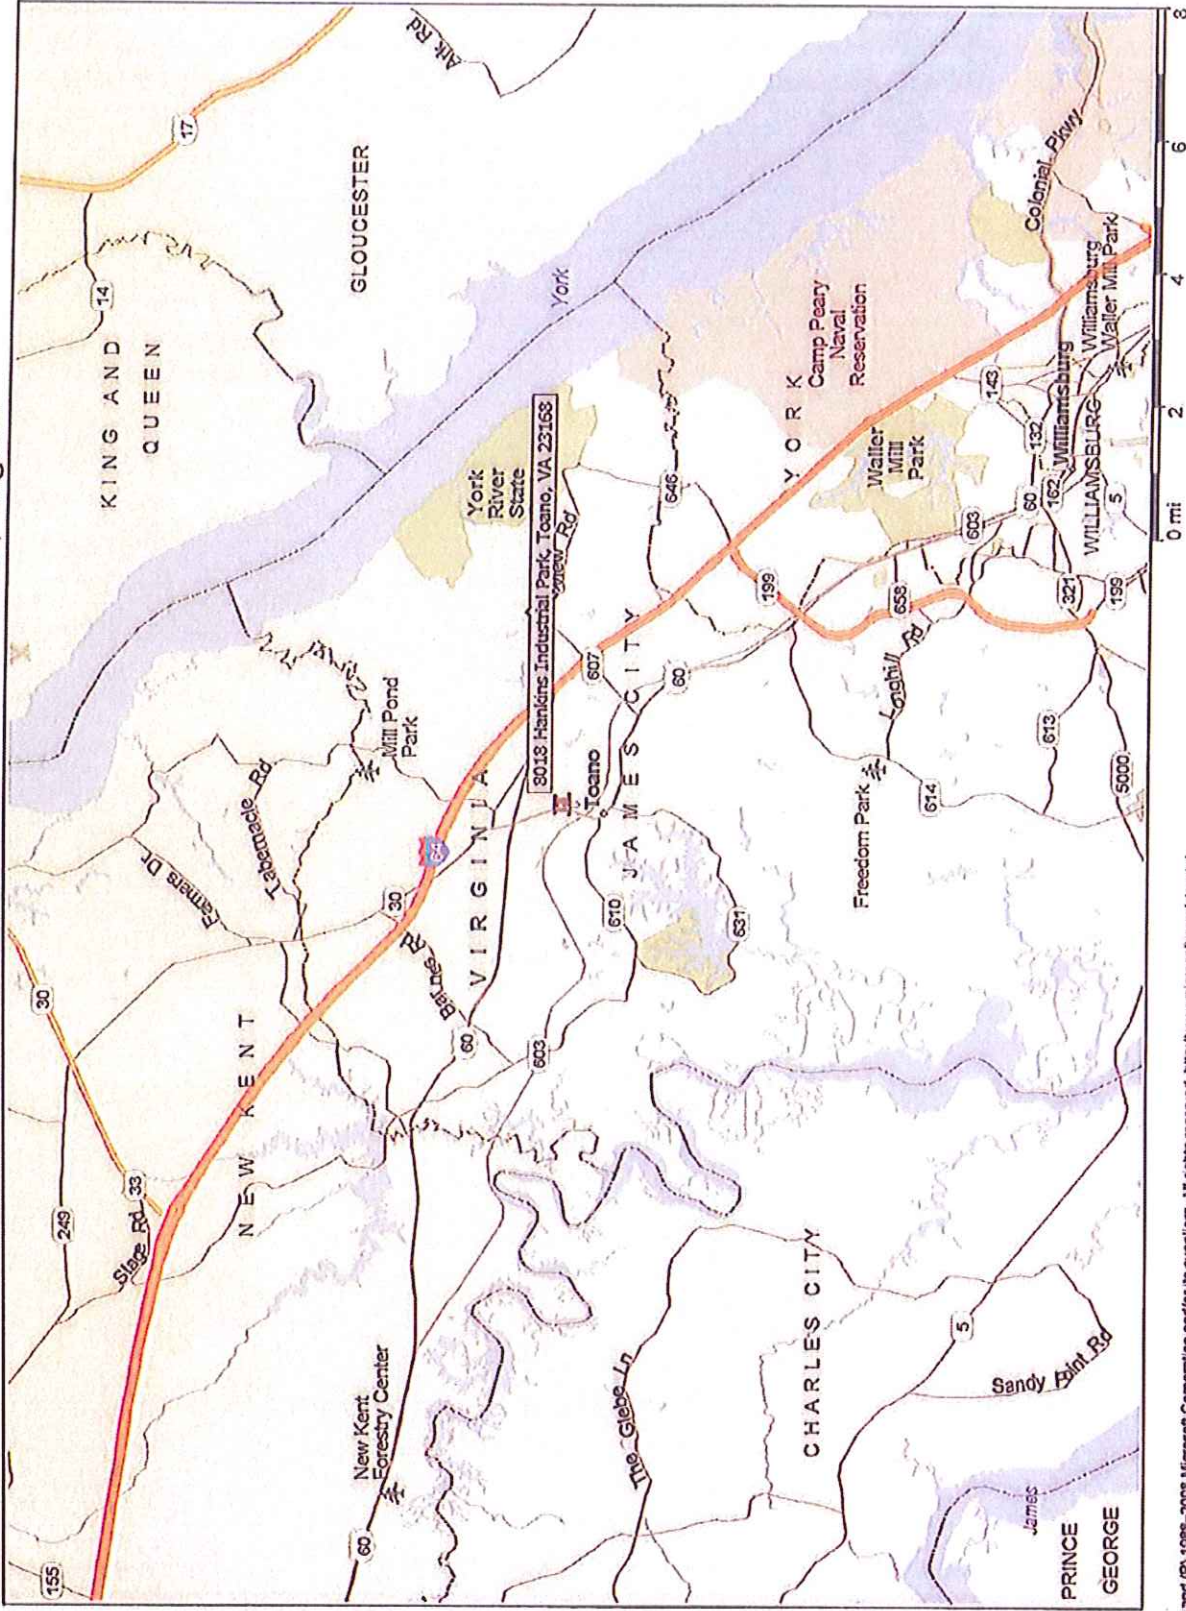 155
249
Stage Rd
33
30
30
Farmers Dr
Tabernacle Rd
KING AND
QUEEN
14
17
Ark Rd
GLOUCESTER
NEW KENT
Barnes Rd
64
Mill Pond
Park
York
River
State
York
New Kent
Forestry Center
60
60
VIRGINIA
8018 Hankins Industrial Park, Toano, VA 23168
view Rd
603
607
646
Toano
610
JAMES CITY
60
631
The Glebe Ln
YORK
Camp Peary
Naval
Reservation
199
CHARLES CITY
Freedom Park
658
Longhill Rd
Waller
Mill
Park
614
603
143
5
Sandy Point Rd
James
613
321
60
132
162
Williamsburg
Colonial Pkwy
PRINCE
GEORGE
5000
199
WILLIAMSBURG
5
Williamsburg
Waller Mill Park
0 mi
2
4
6
8